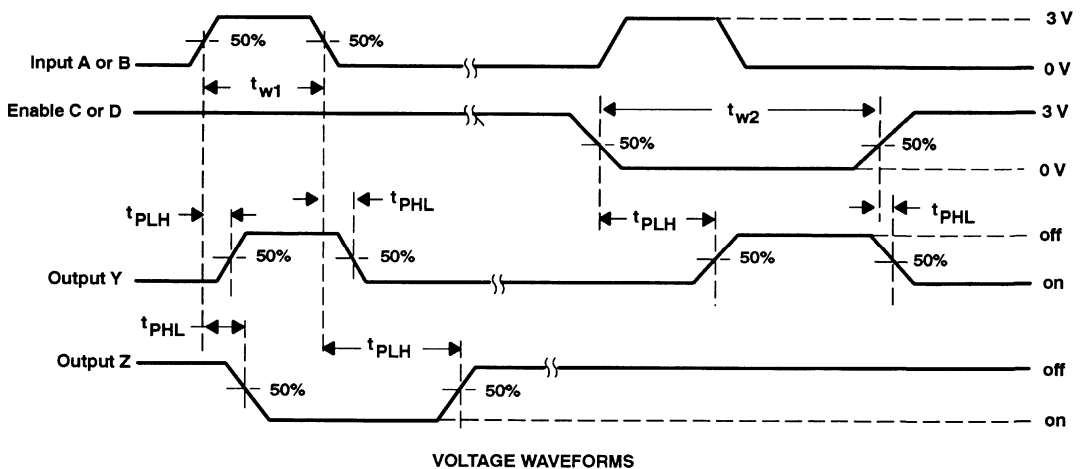 3 V
50%
50%
Input A or B
0 V
tw1
Enable C or D
tw2
3 V
50%
50%
0 V
tPLH
tPHL
tPLH
tPHL
off
50%
50%
50%
Output Y
on
tPHL
tPLH
Output Z
off
50%
50%
on
VOLTAGE WAVEFORMS